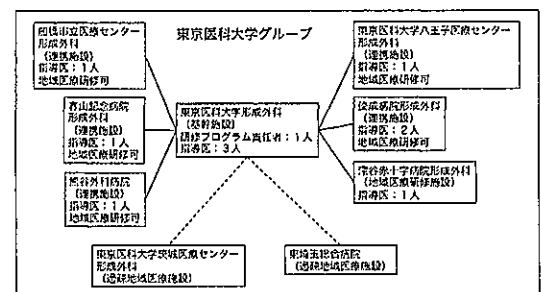 東京医科大学グループ
船橋市立医療センター
形成外科
(連携施設)
指導医:1人
地域医療研修可
東京医科大学八王子医療センター
形成外科
(連携施設)
指導医:1人
地域医療研修可
春山記念病院
形成外科
(連携施設)
指導医:1人
地域医療研修可
東京医科大学形成外科
(基幹施設)
研修プログラム責任者:1人
指導医:3人
病院形成外科
(連携施設)
指導医:2人
地域医療研修可
熊谷外科病院
(連携施設)
指導医:1人
地域医療研修可
深谷赤十字病院形成外科
(地域医療研修施設)
指導医:1人
東京医科大学茨城医療センター
形成外科
(過疎地域医療施設)
東埼玉総合病院
(過疎地域医療施設)